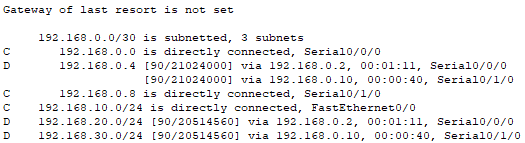 Gateway of last resort is not set
192.168.0.0/30 is subnetted, 3 subnets
C 192.168.0.0 is directly connected, Serial0/0/0
D 192.168.0.4 [90/21024000] via 192.168.0.2, 00:01:11, Serial0/0/0
[90/21024000] via 192.168.0.10, 00:00:40, Serial0/1/0
C 192.168.0.8 is directly connected, Serial0/1/0
C 192.168.10.0/24 is directly connected, FastEthernet0/0
D 192.168.20.0/24 [90/20514560] via 192.168.0.2, 00:01:11, Serial0/0/0
D 192.168.30.0/24 [90/20514560] via 192.168.0.10, 00:00:40, Serial0/1/0